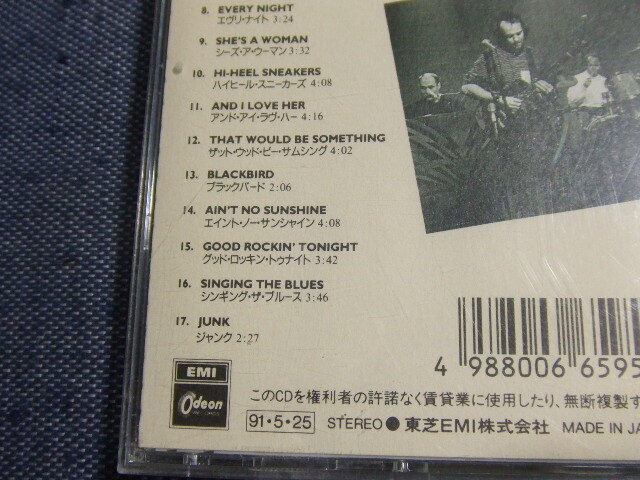 8. EVERY NIGHT
エヴリ・ナイト 3:24
9. SHE'S A WOMAN
シーズ・ア・ウーマン 3:32
10. HI-HEEL SNEAKERS
ハイヒール・スニーカーズ 4:08
11. AND I LOVE HER
アンド・アイ・ラヴ・ハー 4:16
12. THAT WOULD BE SOMETHING
ザット・ウッド・ビー・サムシング 4:02
13. BLACKBIRD
ブラックバード 2:06
14. AIN'T NO SUNSHINE
エイント・ノー・サンシャイン 4:08
15. GOOD ROCKIN' TONIGHT
グッド・ロッキン・トゥナイト 3:42
16. SINGING THE BLUES
シンギング・ザ・ブルース 3:46
17. JUNK
ジャンク 2:27
4 988006 6595
EMI
Odeon
このCDを権利者の許諾なく賃貸業に使用したり、無断複製す
91・5・25 STEREO ● 東芝EMI株式会社 MADE IN JA